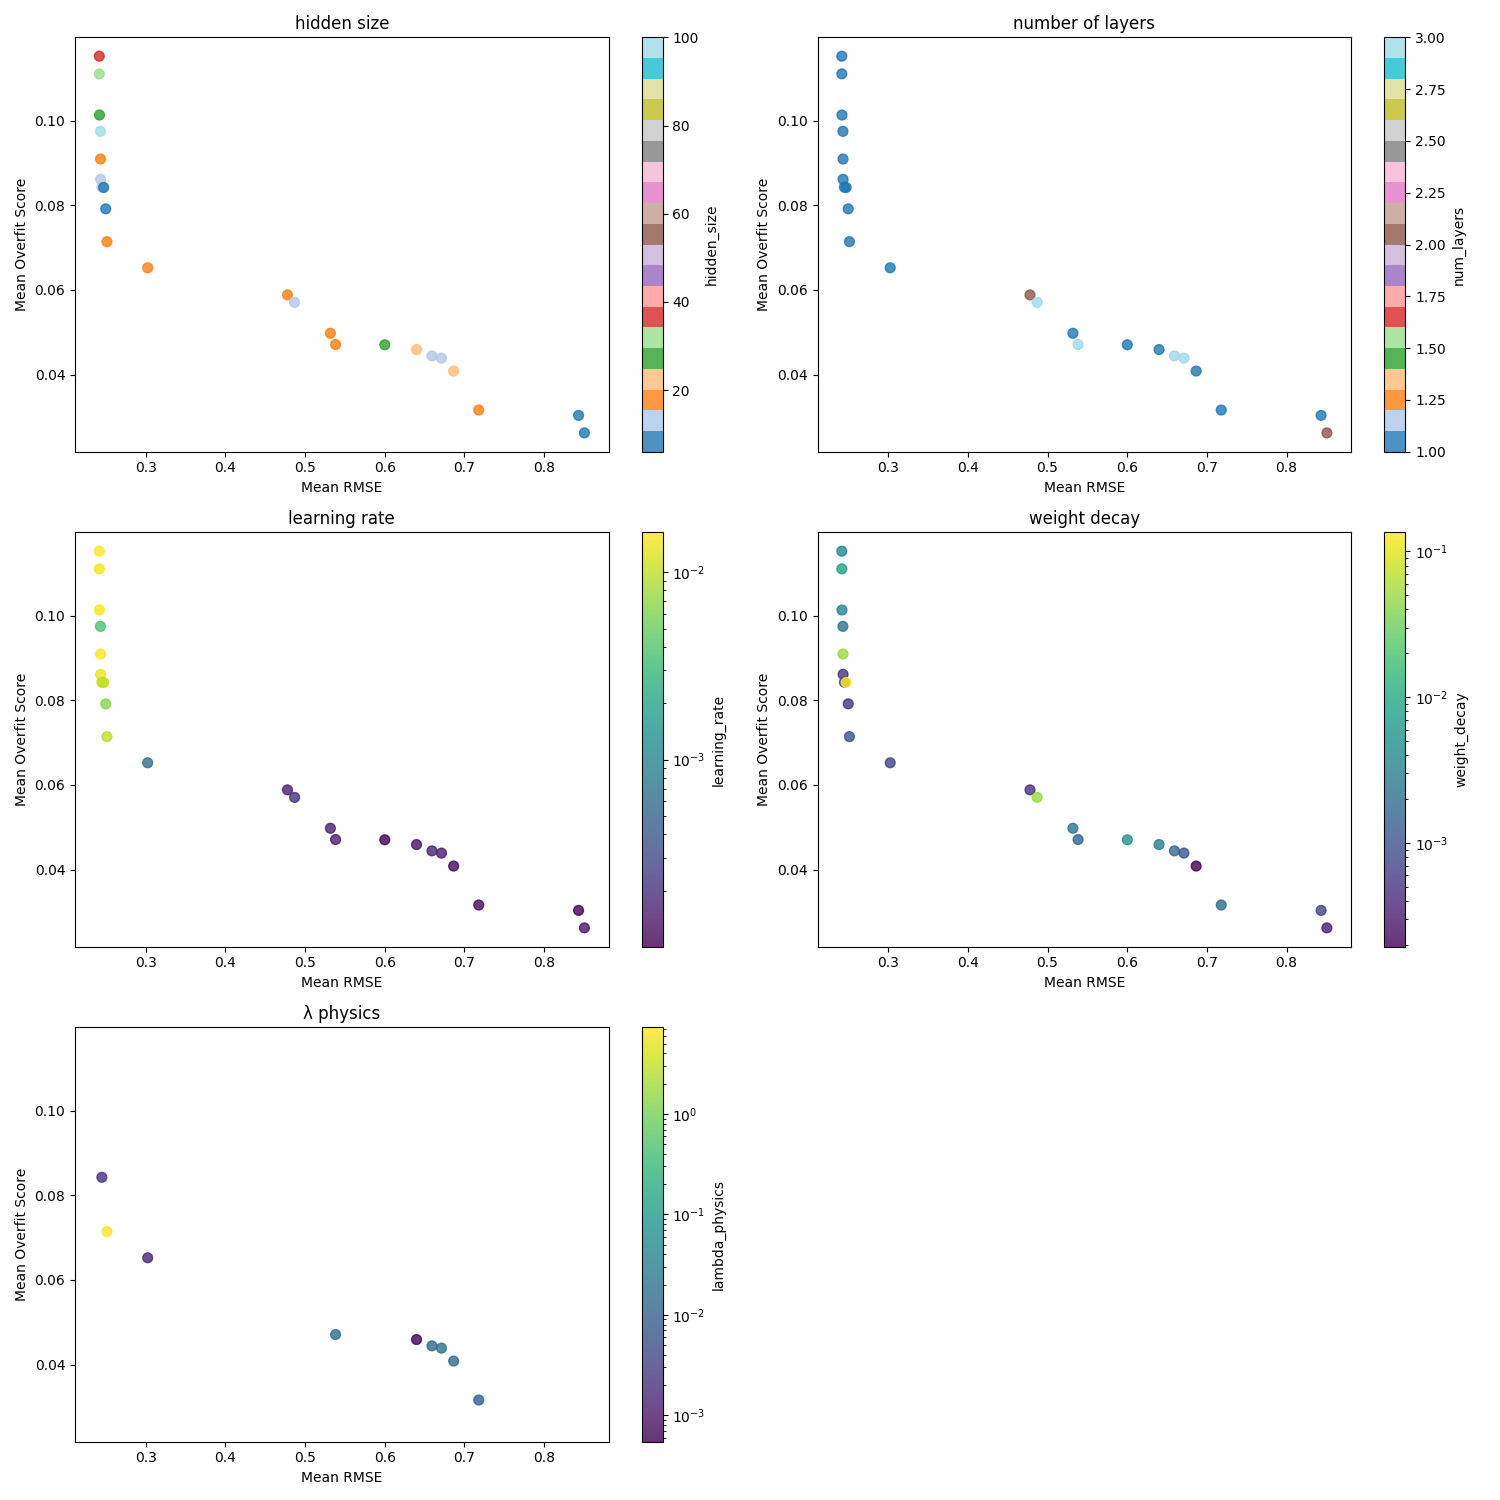 hidden size
number of layers
Mean Overfit Score
0.10
0.08
0.06
0.04
0.3 0.4 0.5 0.6 0.7 0.8
Mean RMSE
100
80
60
40
20
hidden_size
Mean Overfit Score
0.10
0.08
0.06
0.04
0.3 0.4 0.5 0.6 0.7 0.8
Mean RMSE
3.00
2.75
2.50
2.25
2.00
1.75
1.50
1.25
1.00
num_layers
learning rate
weight decay
Mean Overfit Score
0.10
0.08
0.06
0.04
0.3 0.4 0.5 0.6 0.7 0.8
Mean RMSE
10⁻²
10⁻³
learning_rate
Mean Overfit Score
0.10
0.08
0.06
0.04
0.3 0.4 0.5 0.6 0.7 0.8
Mean RMSE
10⁻¹
10⁻²
10⁻³
weight_decay
λ physics
Mean Overfit Score
0.10
0.08
0.06
0.04
0.3 0.4 0.5 0.6 0.7 0.8
Mean RMSE
10⁰
10⁻¹
10⁻²
10⁻³
lambda_physics